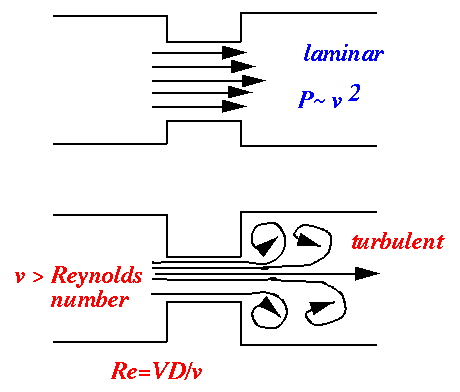 laminar
P~ v 2
turbulent
v > Reynolds
number
Re=VD/v